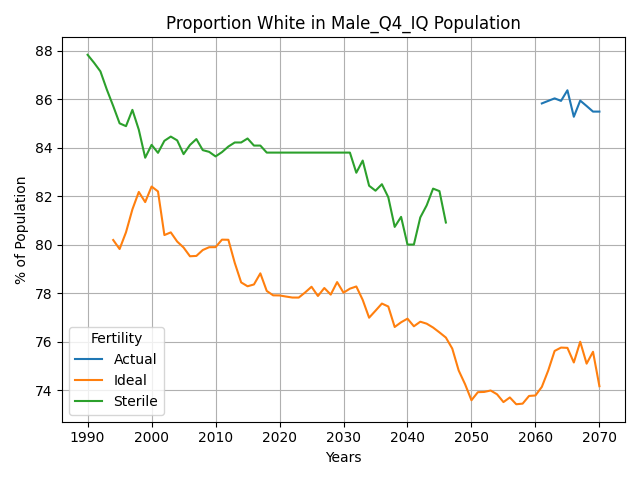 Proportion White in Male_Q4_IQ Population
% of Population
88
86
84
82
80
78
76
74
Fertility
Actual
Ideal
Sterile
1990 2000 2010 2020 2030 2040 2050 2060 2070
Years